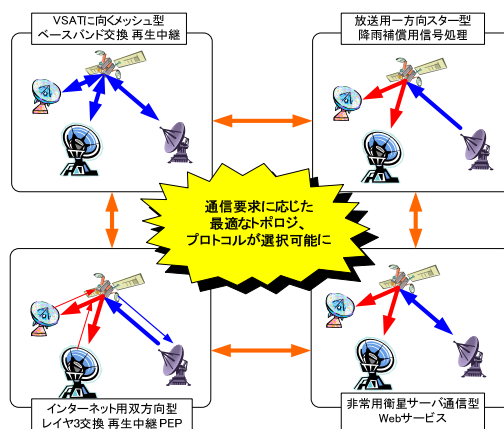 VSATに向くメッシュ型
ベースバンド交換 再生中継
放送用一方向スター型
降雨補償用信号処理
通信要求に応じた
最適なトポロジ、
プロトコルが選択可能に
インターネット用双方向型
レイヤ3交換 再生中継 PEP
非常用衛星サーバ通信型
Webサービス